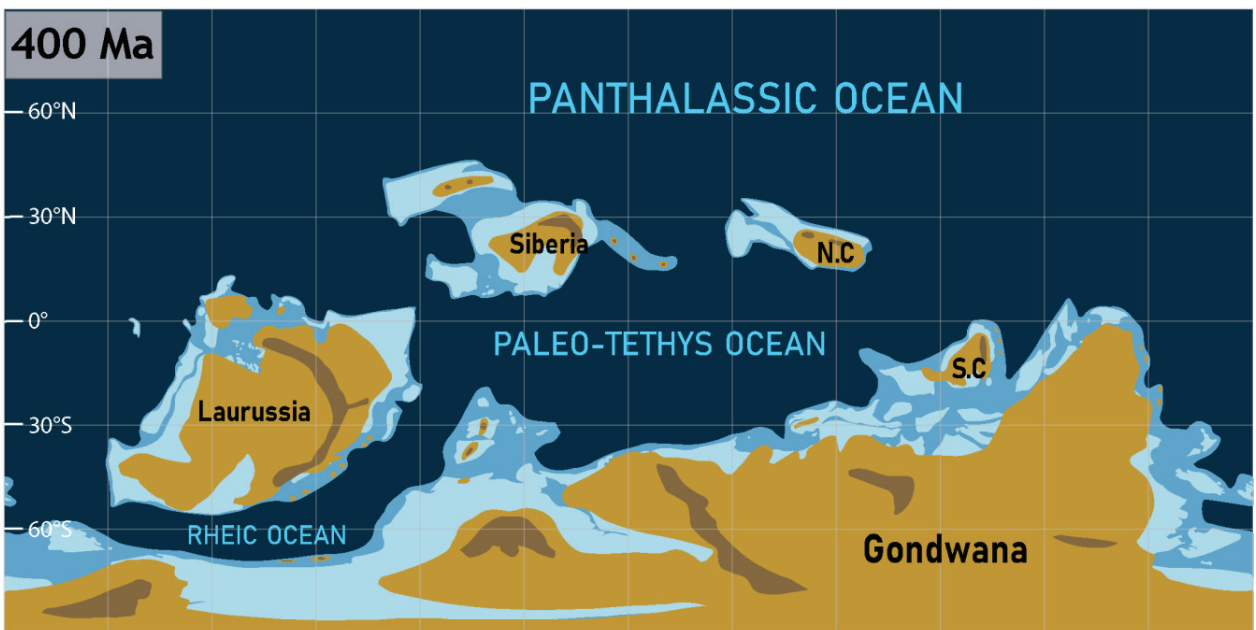 400 Ma
PANTHALASSIC OCEAN
60°N
30°N
Siberia
N.C
0°
PALEO-TETHYS OCEAN
S.C
Laurussia
30°S
60°S
RHEIC OCEAN
Gondwana